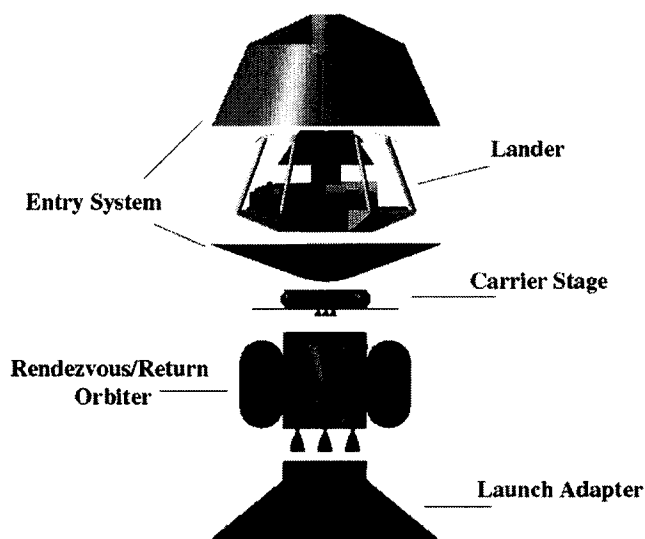 Lander
Entry System
Carrier Stage
Rendezvous/Return
Orbiter
Launch Adapter